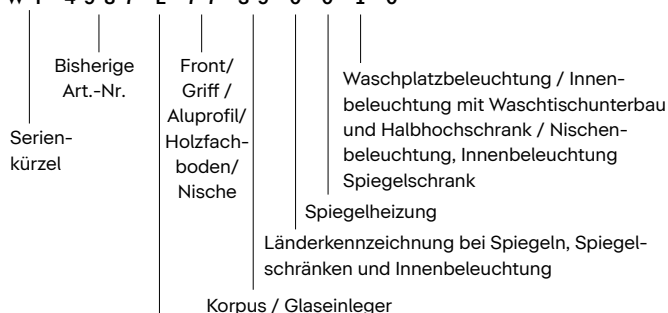 Bisherige
Art.-Nr.
Front/
Griff /
Aluprofil/
Holzfach-
boden/
Nische
Waschplatzbeleuchtung / Innen-
beleuchtung mit Waschtischunterbau
und Halbhochschrank / Nischen-
beleuchtung, Innenbeleuchtung
Spiegelschrank
Serien-
kürzel
Spiegelheizung
Länderkennzeichnung bei Spiegeln, Spiegel-
schränken und Innenbeleuchtung
Korpus / Glaseinleger